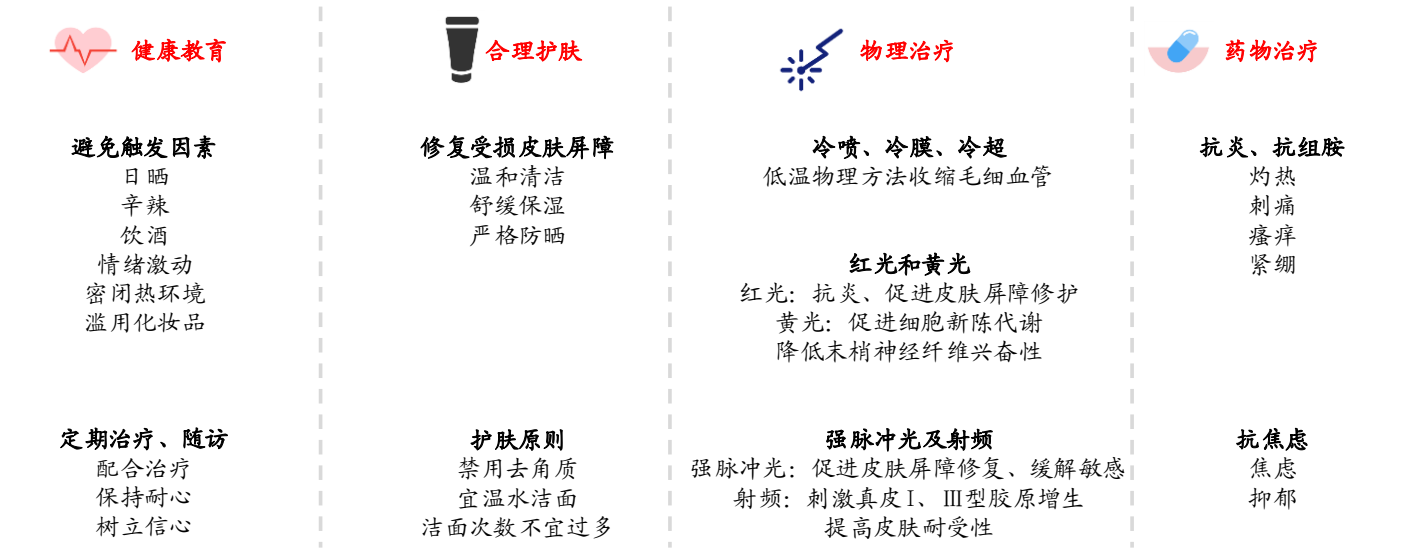 健康教育
避免触发因素
日晒
辛辣
饮酒
情绪激动
密闭热环境
滥用化妆品
定期治疗、随访
配合治疗
保持耐心
树立信心
合理护肤
修复受损皮肤屏障
温和清洁
舒缓保湿
严格防晒
护肤原则
禁用去角质
宜温水洁面
洁面次数不宜过多
物理治疗
冷喷、冷膜、冷超
低温物理方法收缩毛细血管
红光和黄光
红光：抗炎、促进皮肤屏障修护
黄光：促进细胞新陈代谢
降低末梢神经纤维兴奋性
强脉冲光及射频
强脉冲光：促进皮肤屏障修复、缓解敏感
射频：刺激真皮Ⅰ、Ⅲ型胶原增生
提高皮肤耐受性
药物治疗
抗炎、抗组胺
灼热
刺痛
瘙痒
紧绷
抗焦虑
焦虑
抑郁